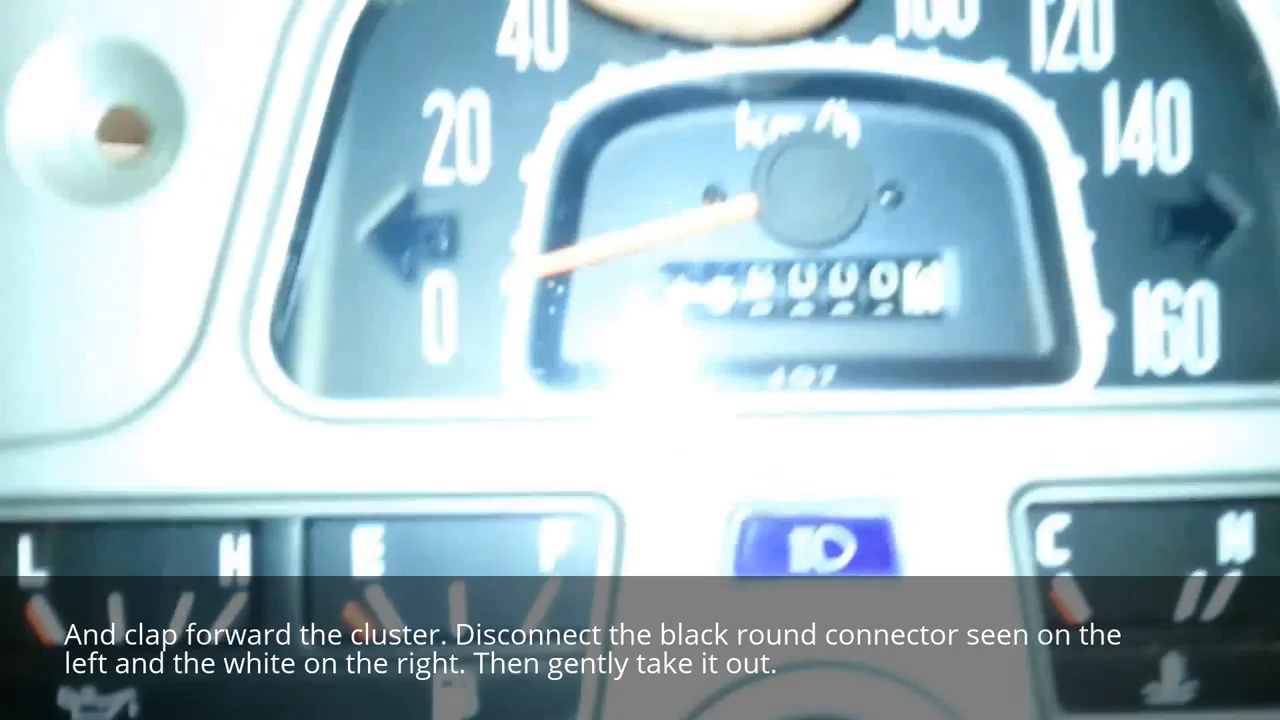 40 100 120
20 km/h 140
0 160
L H E F C H
And clap forward the cluster. Disconnect the black round connector seen on the
left and the white on the right. Then gently take it out.